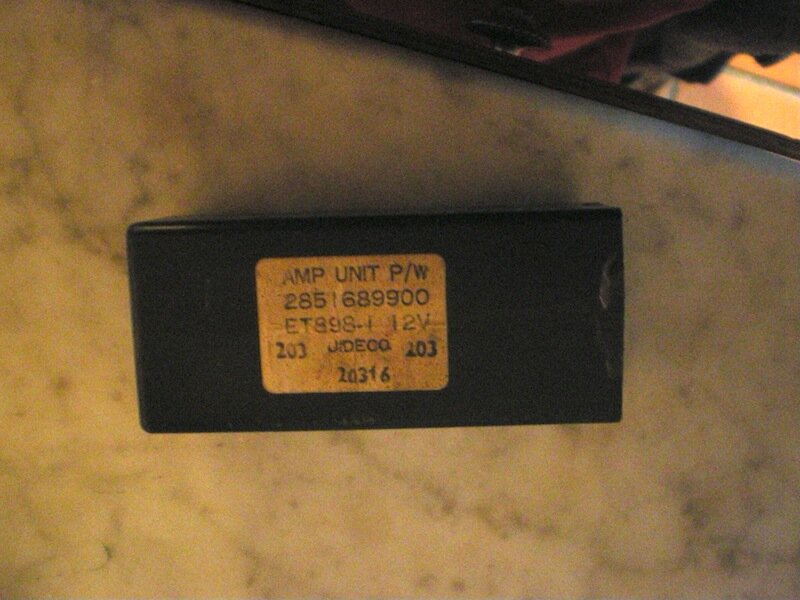 AMP UNIT P/W
2851689900
ET898-1 12V
203 JIDECO 203
20316